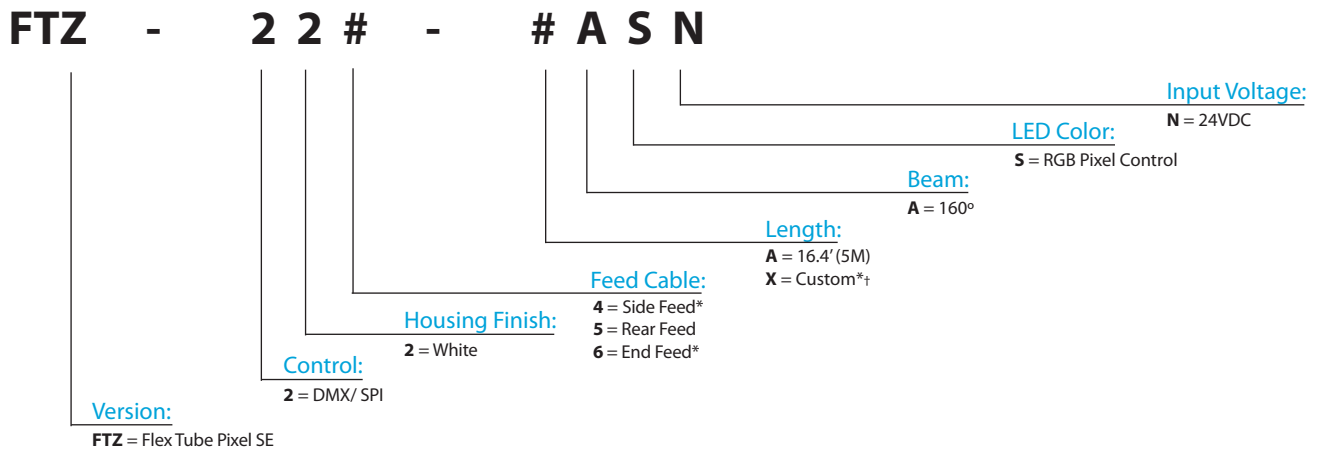 FTZ - 2 2 # - # A S N
Input Voltage:
N = 24VDC
LED Color:
S = RGB Pixel Control
Beam:
A = 160º
Length:
A = 16.4’ (5M)
X = Custom*†
Feed Cable:
4 = Side Feed*
5 = Rear Feed
6 = End Feed*
Housing Finish:
2 = White
Control:
2 = DMX/ SPI
Version:
FTZ = Flex Tube Pixel SE